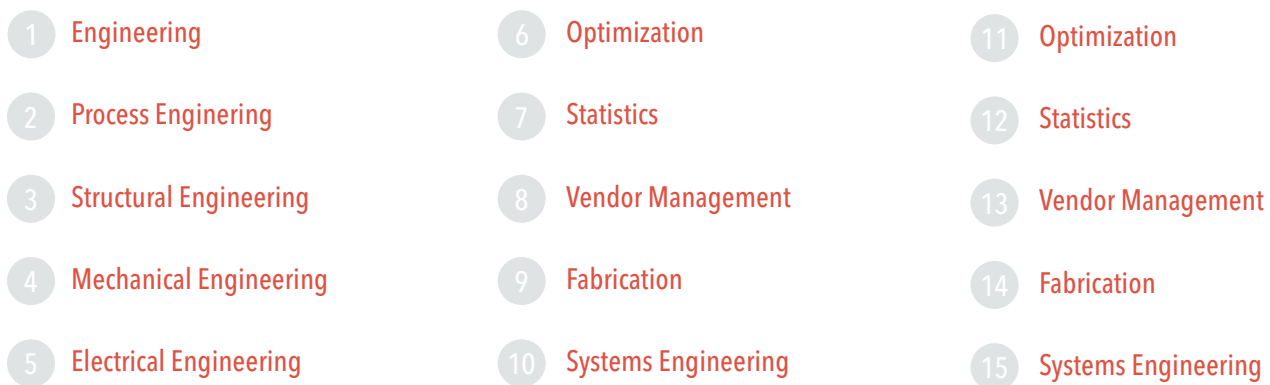 1 Engineering
2 Process Enginering
3 Structural Engineering
4 Mechanical Engineering
5 Electrical Engineering
6 Optimization
7 Statistics
8 Vendor Management
9 Fabrication
10 Systems Engineering
11 Optimization
12 Statistics
13 Vendor Management
14 Fabrication
15 Systems Engineering